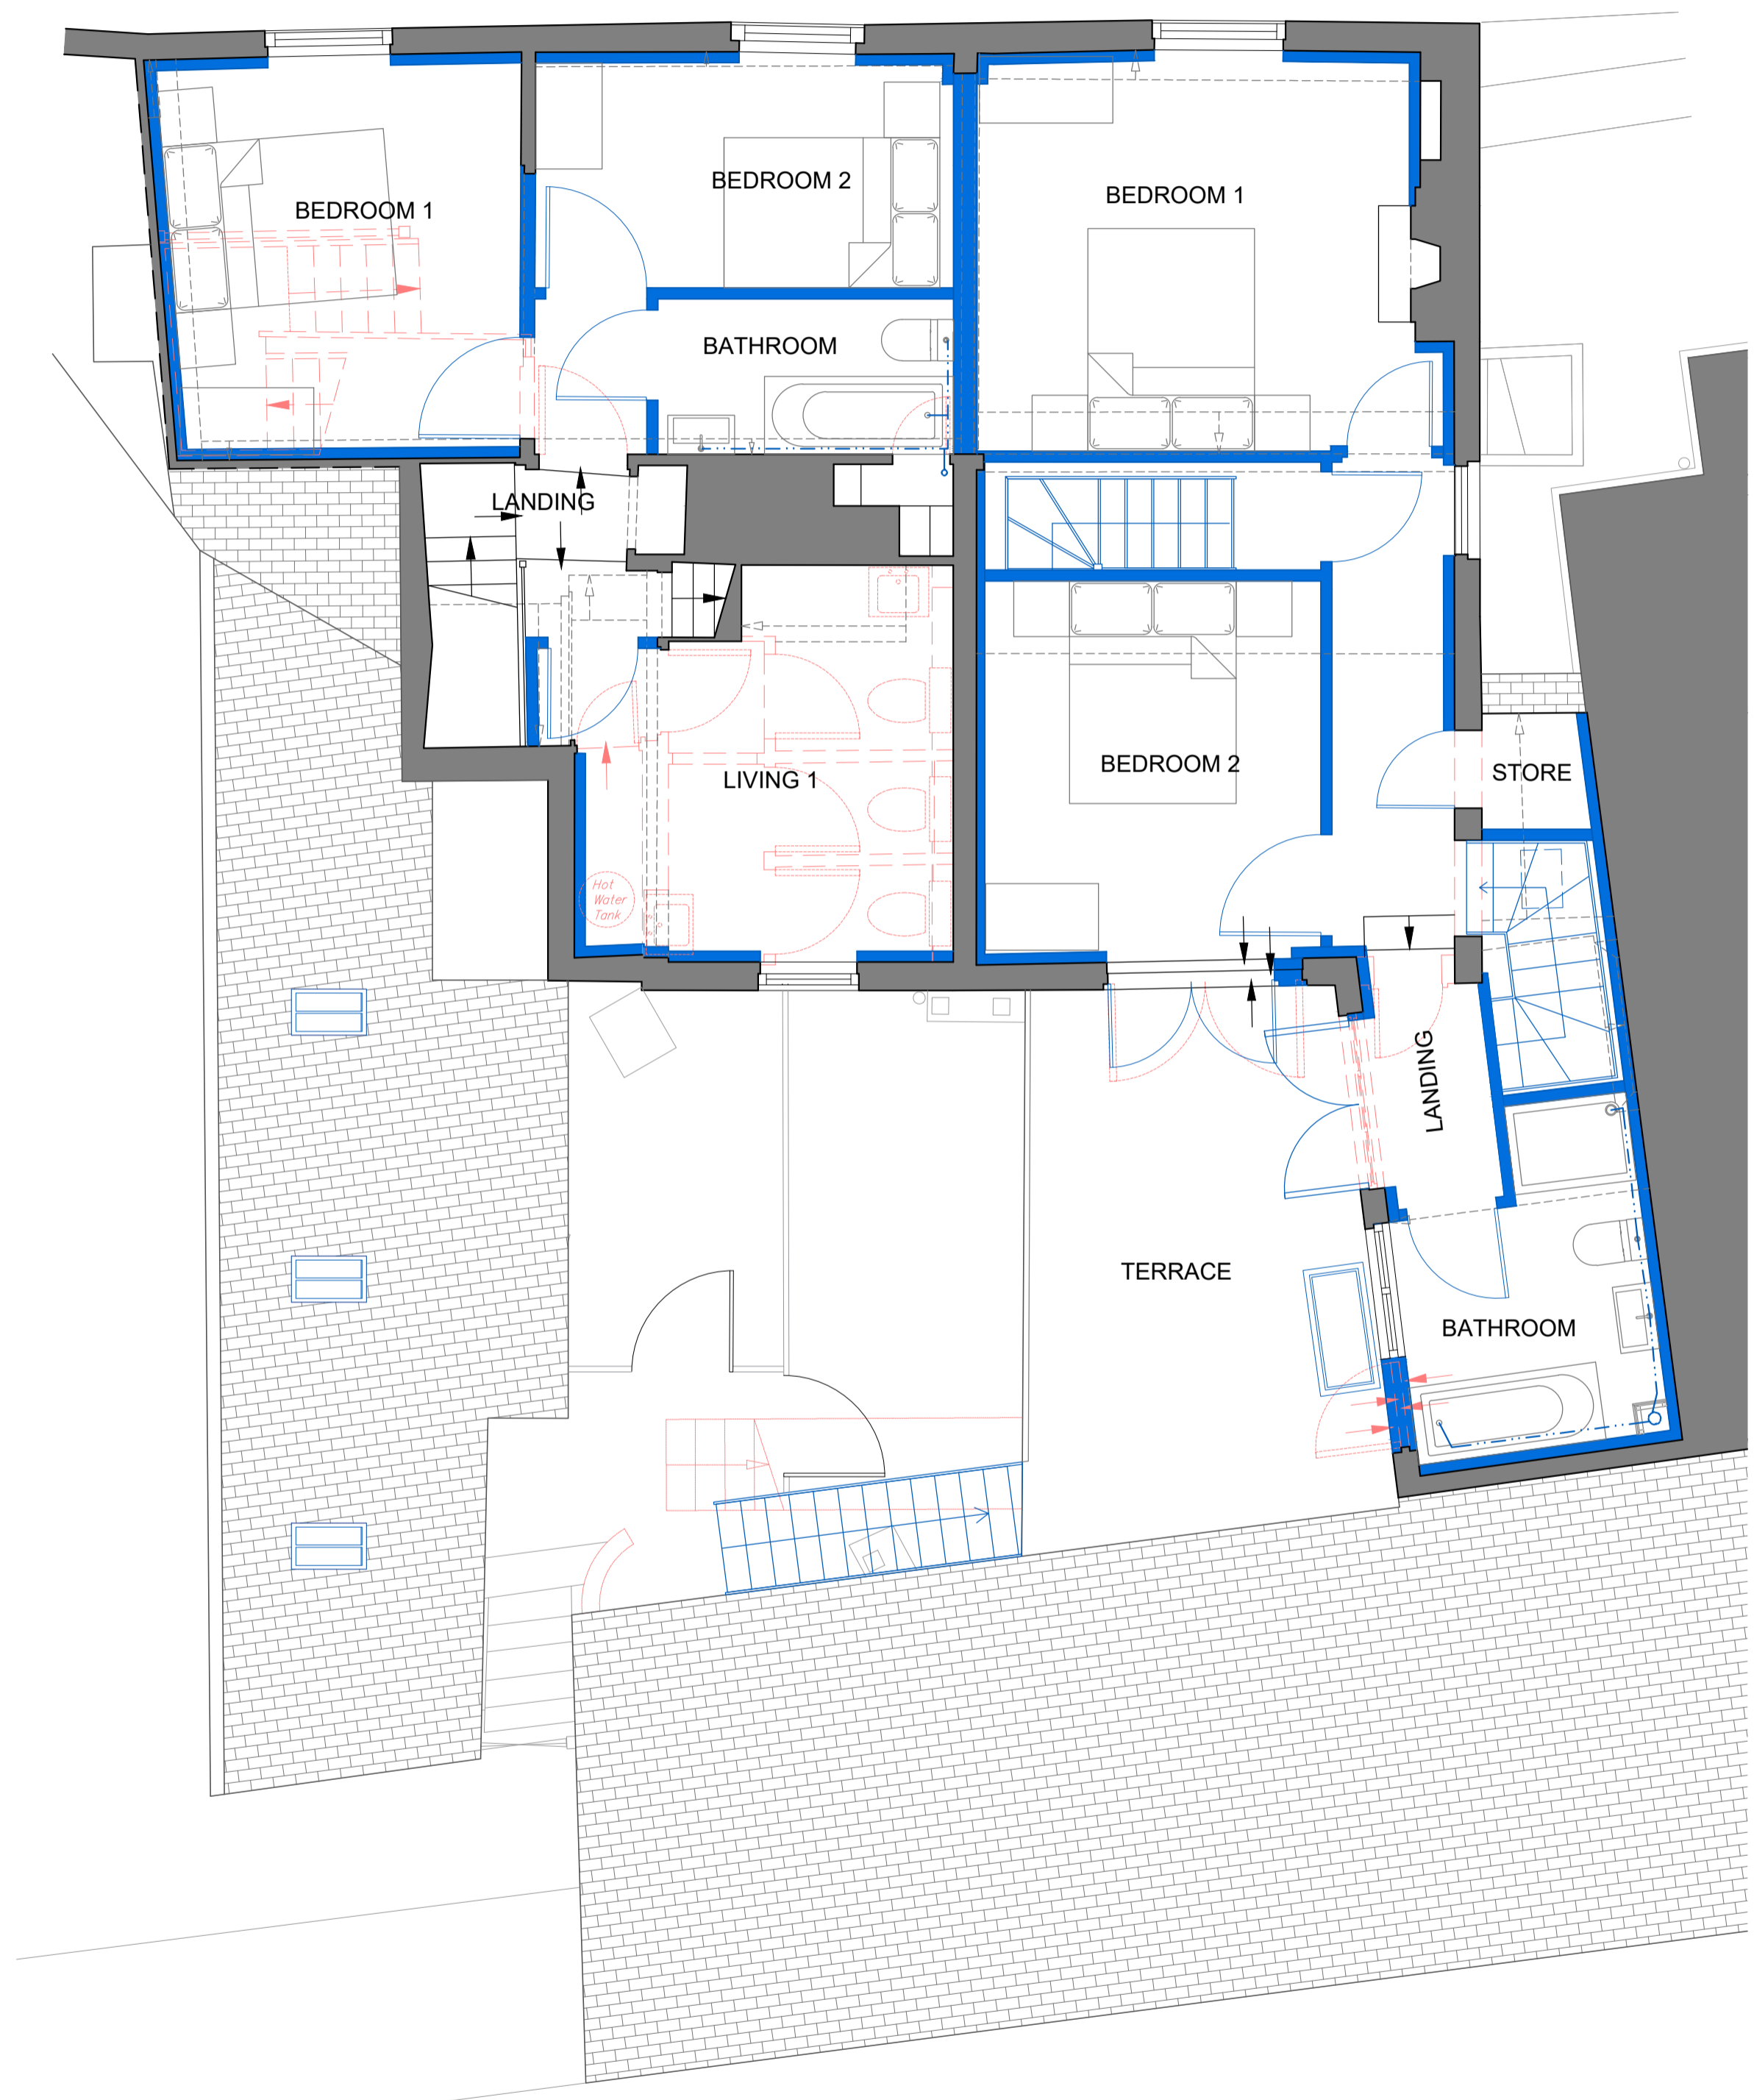 BEDROOM 2
BEDROOM 1
BEDROOM 1
BATHROOM
LANDING
BEDROOM 2
STORE
LIVING 1
Hot
Water
Tank
LANDING
TERRACE
BATHROOM